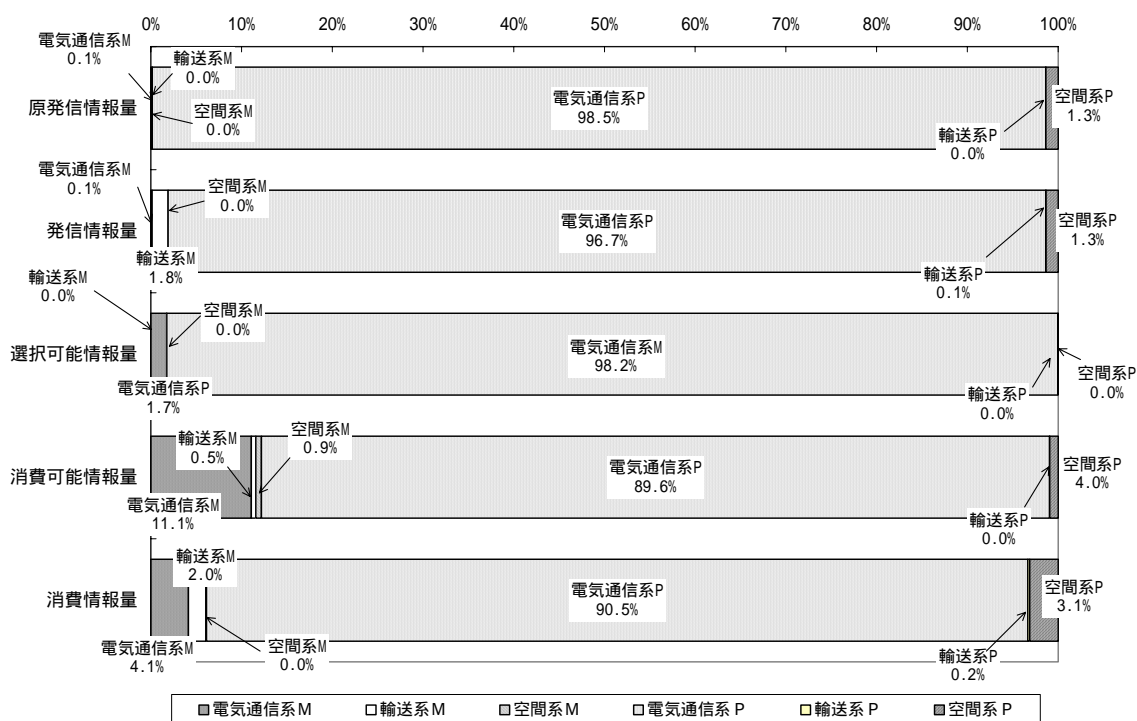 0% 10% 20% 30% 40% 50% 60% 70% 80% 90% 100%
原発信情報量
電気通信系M
0.1%
輸送系M
0.0%
空間系M
0.0%
電気通信系P
98.5%
輸送系P
0.0%
空間系P
1.3%
発信情報量
電気通信系M
0.1%
輸送系M
1.8%
空間系M
0.0%
電気通信系P
96.7%
輸送系P
0.1%
空間系P
1.3%
選択可能情報量
輸送系M
0.0%
電気通信系P
1.7%
空間系M
0.0%
電気通信系M
98.2%
輸送系P
0.0%
空間系P
0.0%
消費可能情報量
電気通信系M
11.1%
輸送系M
0.5%
空間系M
0.9%
電気通信系P
89.6%
輸送系P
0.0%
空間系P
4.0%
消費情報量
電気通信系M
4.1%
輸送系M
2.0%
空間系M
0.0%
電気通信系P
90.5%
輸送系P
0.2%
空間系P
3.1%
電気通信系M 輸送系M 空間系M 電気通信系P 輸送系P 空間系P